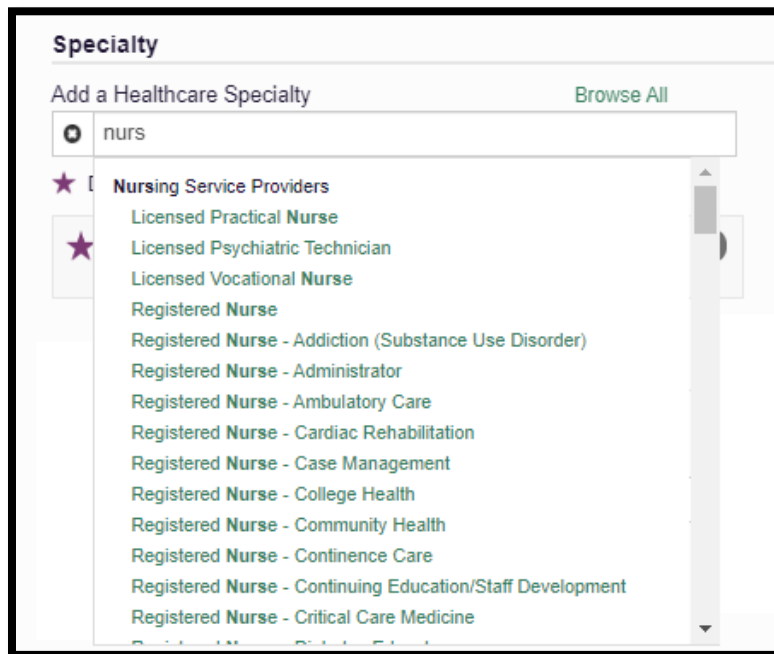 Specialty
Add a Healthcare Specialty Browse All
nurs
Nursing Service Providers
Licensed Practical Nurse
Licensed Psychiatric Technician
Licensed Vocational Nurse
Registered Nurse
Registered Nurse - Addiction (Substance Use Disorder)
Registered Nurse - Administrator
Registered Nurse - Ambulatory Care
Registered Nurse - Cardiac Rehabilitation
Registered Nurse - Case Management
Registered Nurse - College Health
Registered Nurse - Community Health
Registered Nurse - Continence Care
Registered Nurse - Continuing Education/Staff Development
Registered Nurse - Critical Care Medicine